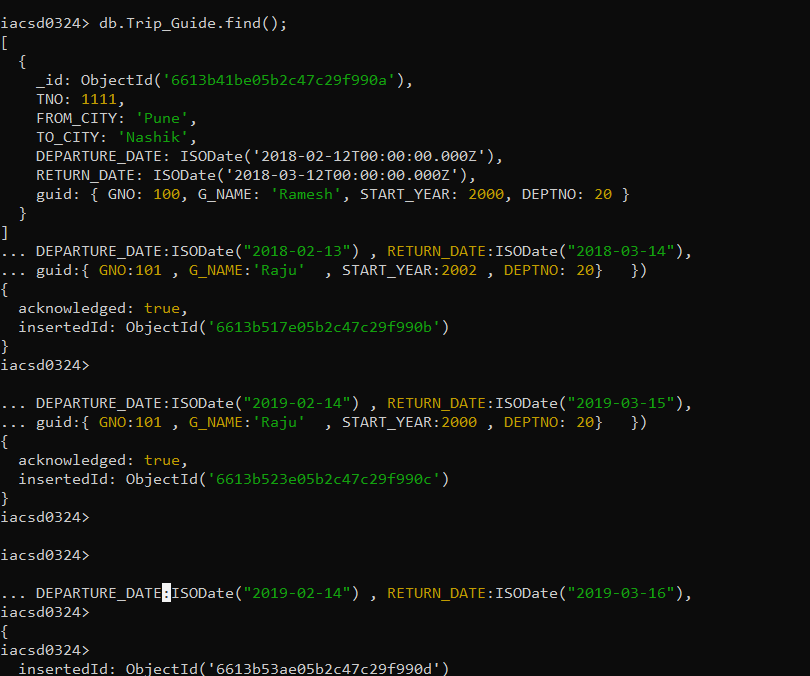 iacsd0324> db.Trip_Guide.find();
[
  {
    _id: ObjectId('6613b41be05b2c47c29f990a'),
    TNO: 1111,
    FROM_CITY: 'Pune',
    TO_CITY: 'Nashik',
    DEPARTURE_DATE: ISODate('2018-02-12T00:00:00.000Z'),
    RETURN_DATE: ISODate('2018-03-12T00:00:00.000Z'),
    guid: { GNO: 100, G_NAME: 'Ramesh', START_YEAR: 2000, DEPTNO: 20 }
  }
]
... DEPARTURE_DATE:ISODate("2018-02-13") , RETURN_DATE:ISODate("2018-03-14"),
... guid:{ GNO:101 , G_NAME:'Raju'  , START_YEAR:2002 , DEPTNO: 20}   })
{
  acknowledged: true,
  insertedId: ObjectId('6613b517e05b2c47c29f990b')
}
iacsd0324>
... DEPARTURE_DATE:ISODate("2019-02-14") , RETURN_DATE:ISODate("2019-03-15"),
... guid:{ GNO:101 , G_NAME:'Raju'  , START_YEAR:2000 , DEPTNO: 20}   })
{
  acknowledged: true,
  insertedId: ObjectId('6613b523e05b2c47c29f990c')
}
iacsd0324>
iacsd0324>
... DEPARTURE_DATE:ISODate("2019-02-14") , RETURN_DATE:ISODate("2019-03-16"),
iacsd0324>
{
iacsd0324>
  insertedId: ObjectId('6613b53ae05b2c47c29f990d')